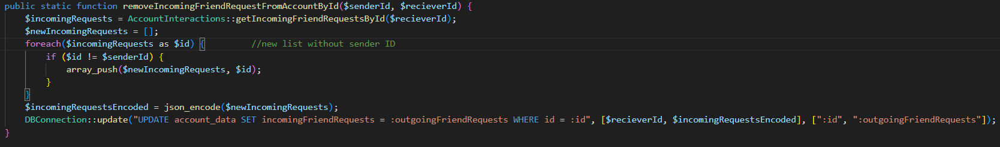 public static function removeIncomingFriendRequestFromAccountById($senderId, $recieverId) {
    $incomingRequests = AccountInteractions::getIncomingFriendRequestsById($recieverId);
    $newIncomingRequests = [];
    foreach($incomingRequests as $id) {         //new list without sender ID
        if ($id != $senderId) {
            array_push($newIncomingRequests, $id);
        }
    }
    $incomingRequestsEncoded = json_encode($newIncomingRequests);
    DBConnection::update("UPDATE account_data SET incomingFriendRequests = :outgoingFriendRequests WHERE id = :id", [$recieverId, $incomingRequestsEncoded], [":id", ":outgoingFriendRequests"]);
}